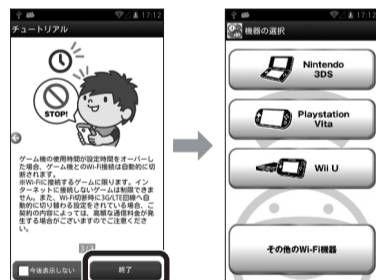 17:12
チュートリアル
STOP!
ゲーム機の使用時間が設定時間をオーバーし
た場合、ゲーム機とのWi-Fi接続は自動的に切
断されます。
※Wi-Fiに接続するゲームに限ります。イン
ターネットに接続しないゲームは制限できま
せん。また、Wi-Fi切断時に3G/LTE回線へ自
動的に切り替わる設定をされている場合、ご
契約の内容によっては、高額な通信料金が発
生する場合がございますのでご注意くださ
い。
今後表示しない
終了
17:12
機器の選択
Nintendo
3DS
Playstation
Vita
Wii U
その他のWi-Fi機器